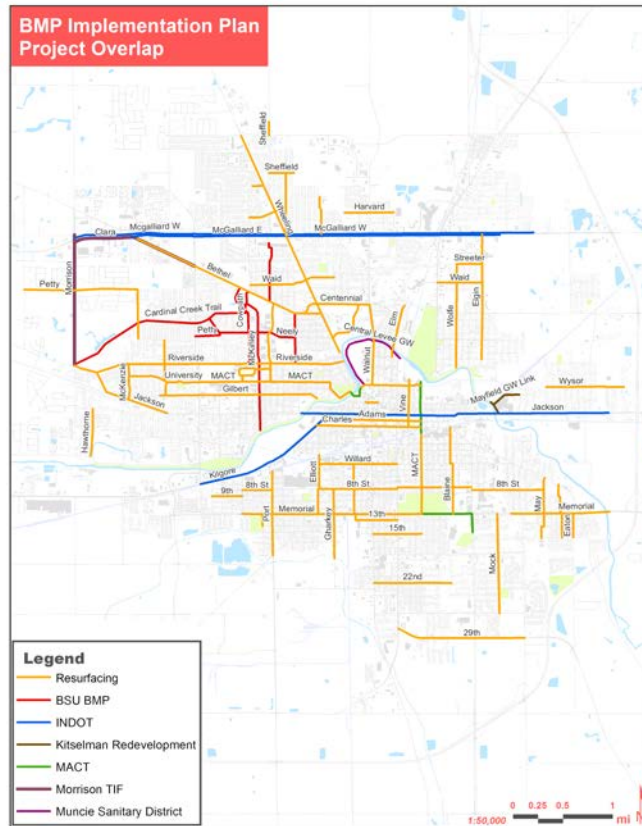 BMP Implementation Plan
Project Overlap
Sheffield
Sheffield
Harvard
Wheeling
Clara
Mcgalliard W
McGalliard E
McGalliard W
Bethel
Streeter
Waid
Waid
Elgin
Petty
Morrison
Cardinal Creek Trail
Cowpath
Centennial
Wolfe
Elm
Petty
Neely
Central Levee GW
McKinley
Riverside
Riverside
Walnut
McKenzie
University
MACT
MACT
Gilbert
Jackson
Vine
Mayfield GW Link
Wysor
Hawthorne
Adams
Jackson
Charles
Kilgore
Elliott
Willard
MACT
8th St
8th St
Blaine
8th St
9th
Port
Memorial
Gharkey
13th
May
Memorial
Eaton
15th
Mock
22nd
29th
Legend
Resurfacing
BSU BMP
INDOT
Kitselman Redevelopment
MACT
Morrison TIF
Muncie Sanitary District
1:50,000
0 0.25 0.5 1
mi